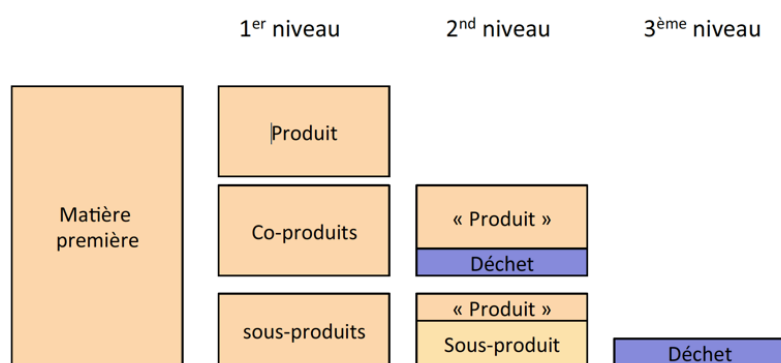 1er niveau
2nd niveau
3ème niveau
Matière
première
Produit
Co-produits
« Produit »
Déchet
sous-produits
« Produit »
Sous-produit
Déchet